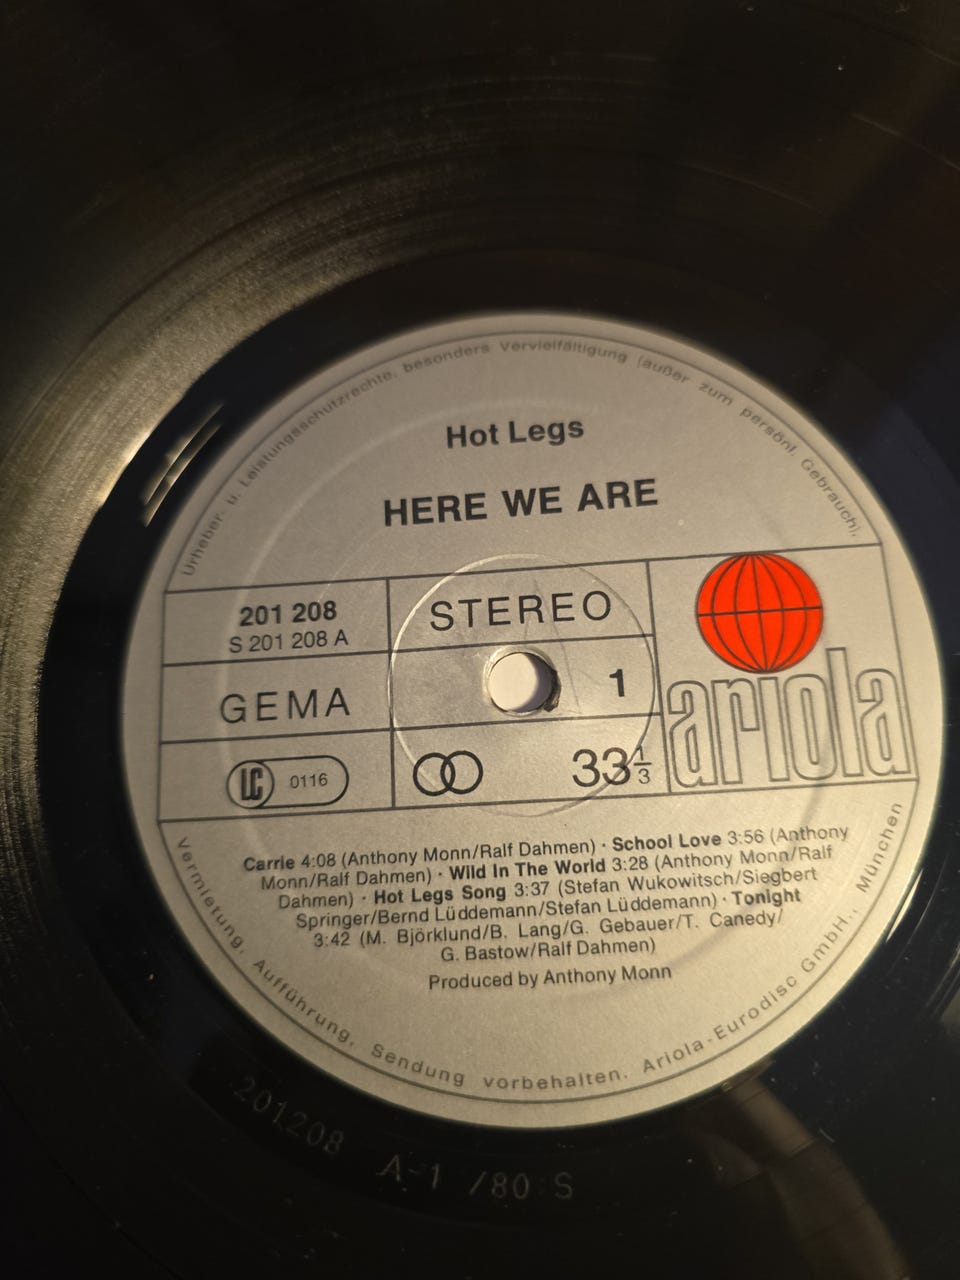 Urheber- u. Leistungsschutzrechte, besonders Vervielfältigung (außer zum persönl. Gebrauch),
Hot Legs
HERE WE ARE
201 208
S 201 208 A
STEREO
GEMA
1
ariola
LC 0116
33 1/3
Carrie 4:08 (Anthony Monn/Ralf Dahmen) · School Love 3:56 (Anthony
Monn/Ralf Dahmen) · Wild In The World 3:28 (Anthony Monn/Ralf
Dahmen) · Hot Legs Song 3:37 (Stefan Wukowitsch/Siegbert
Springer/Bernd Lüddemann/Stefan Lüddemann) · Tonight
3:42 (M. Björklund/B. Lang/G. Gebauer/T. Canedy/
G. Bastow/Ralf Dahmen)
Produced by Anthony Monn
Vermietung, Aufführung, Sendung vorbehalten. Ariola-Eurodisc GmbH., München
201208 A-1 /80 S